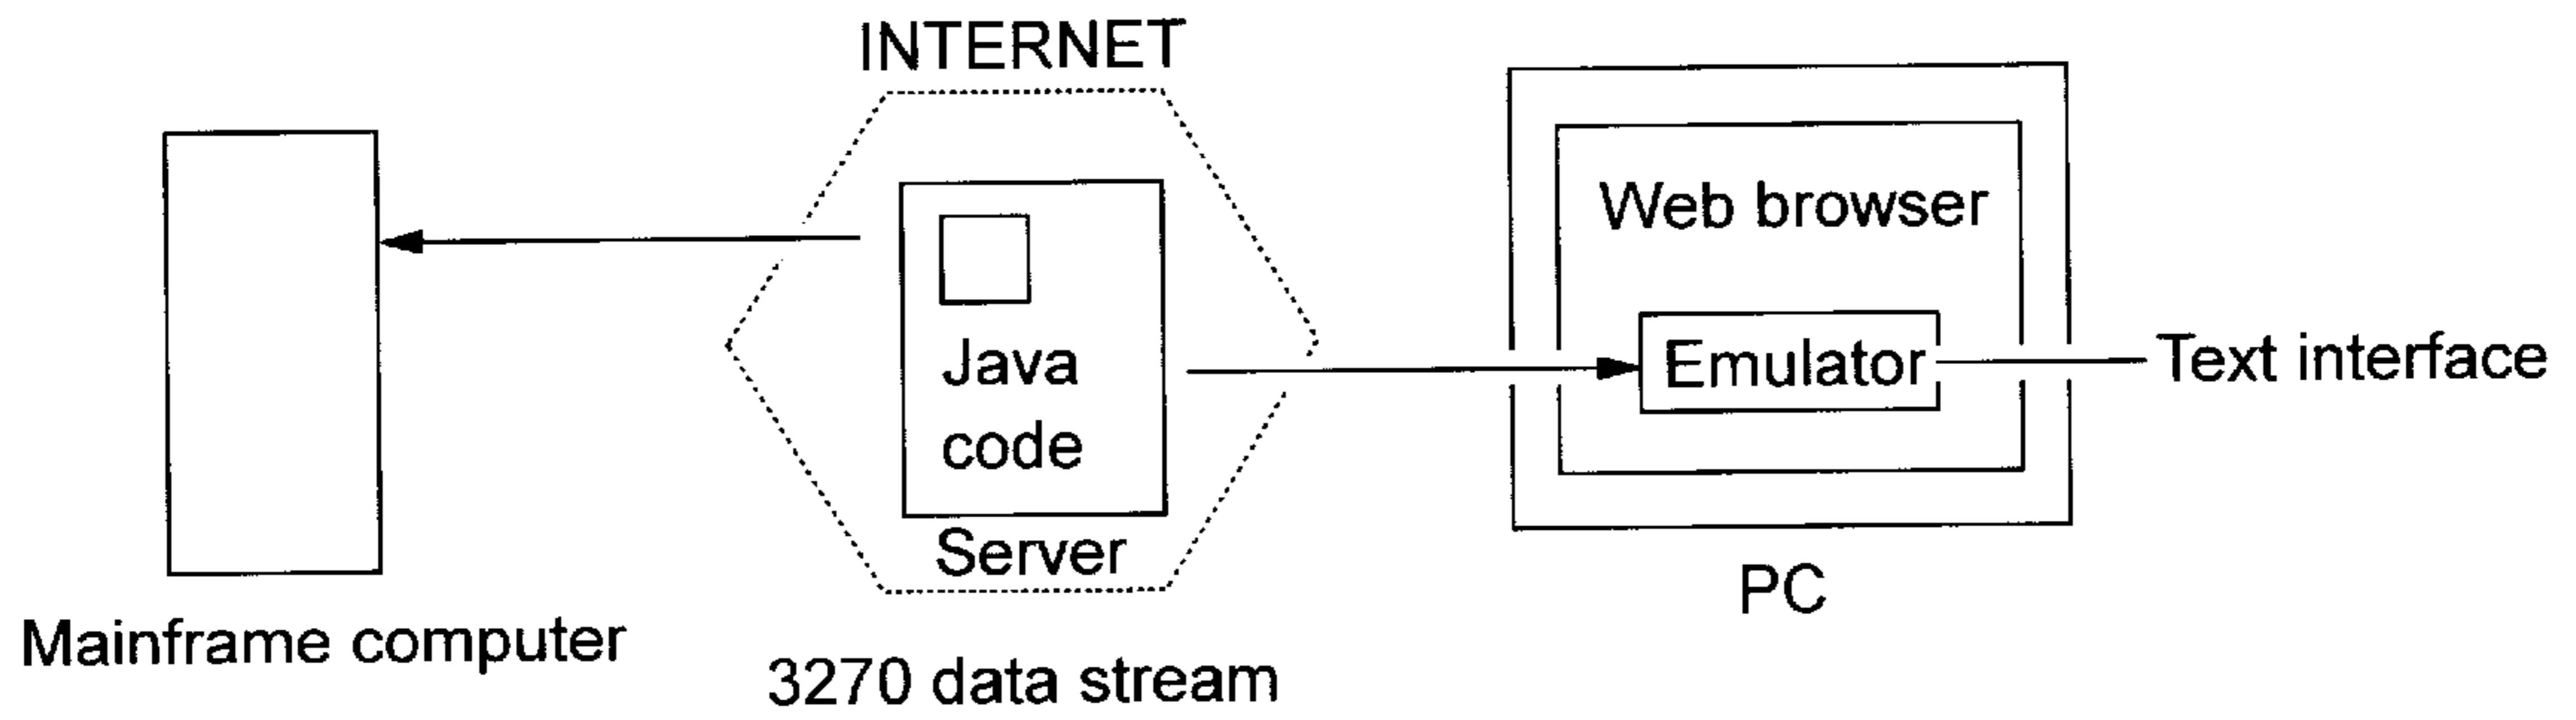 INTERNET
Web browser
Java
code
Emulator
Text interface
Server
PC
Mainframe computer
3270 data stream